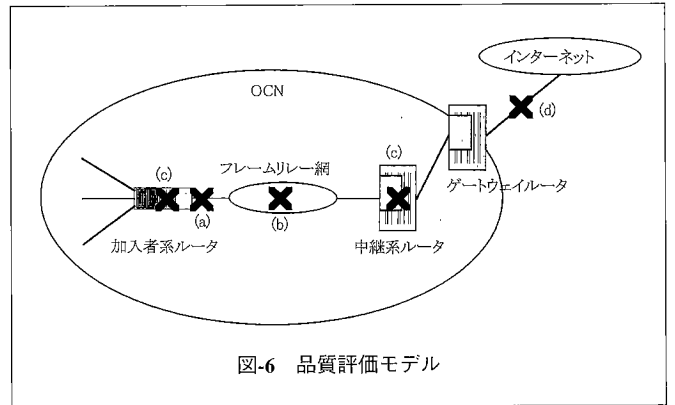 インターネット
OCN
(d)
フレームリレー網
(c)
(c)
ゲートウェイルータ
(a)
(b)
加入者系ルータ
中継系ルータ
図-6 品質評価モデル